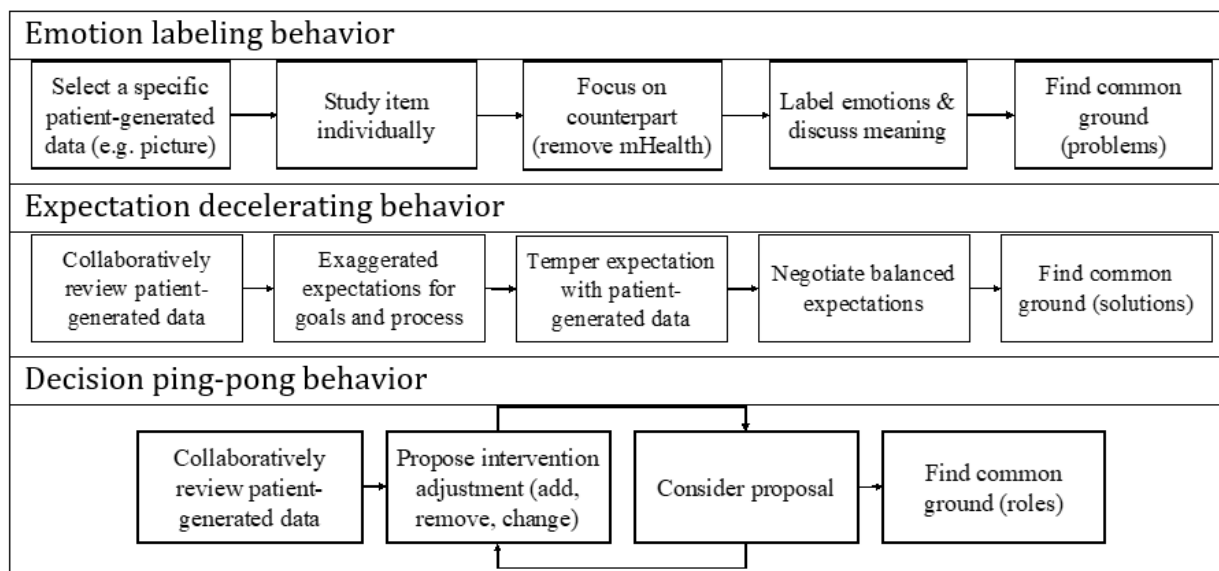 Emotion labeling behavior
Select a specific
patient-generated
data (e.g. picture)
Study item
individually
Focus on
counterpart
(remove mHealth)
Label emotions &
discuss meaning
Find common
ground
(problems)
Expectation decelerating behavior
Collaboratively
review patient-
generated data
Exaggerated
expectations for
goals and process
Temper expectation
with patient-
generated data
Negotiate balanced
expectations
Find common
ground (solutions)
Decision ping-pong behavior
Collaboratively
review patient-
generated data
Propose intervention
adjustment (add,
remove, change)
Consider proposal
Find common
ground (roles)